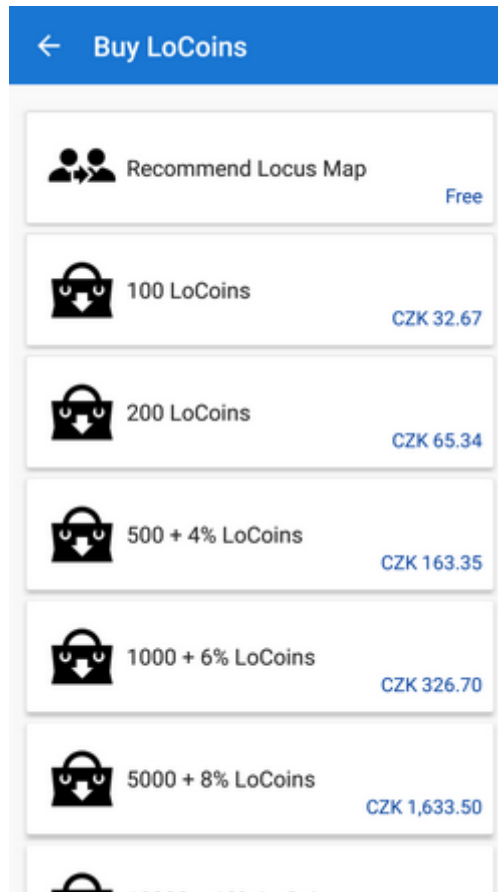 Buy LoCoins
Recommend Locus Map
Free
100 LoCoins
CZK 32.67
200 LoCoins
CZK 65.34
500 + 4% LoCoins
CZK 163.35
1000 + 6% LoCoins
CZK 326.70
5000 + 8% LoCoins
CZK 1,633.50